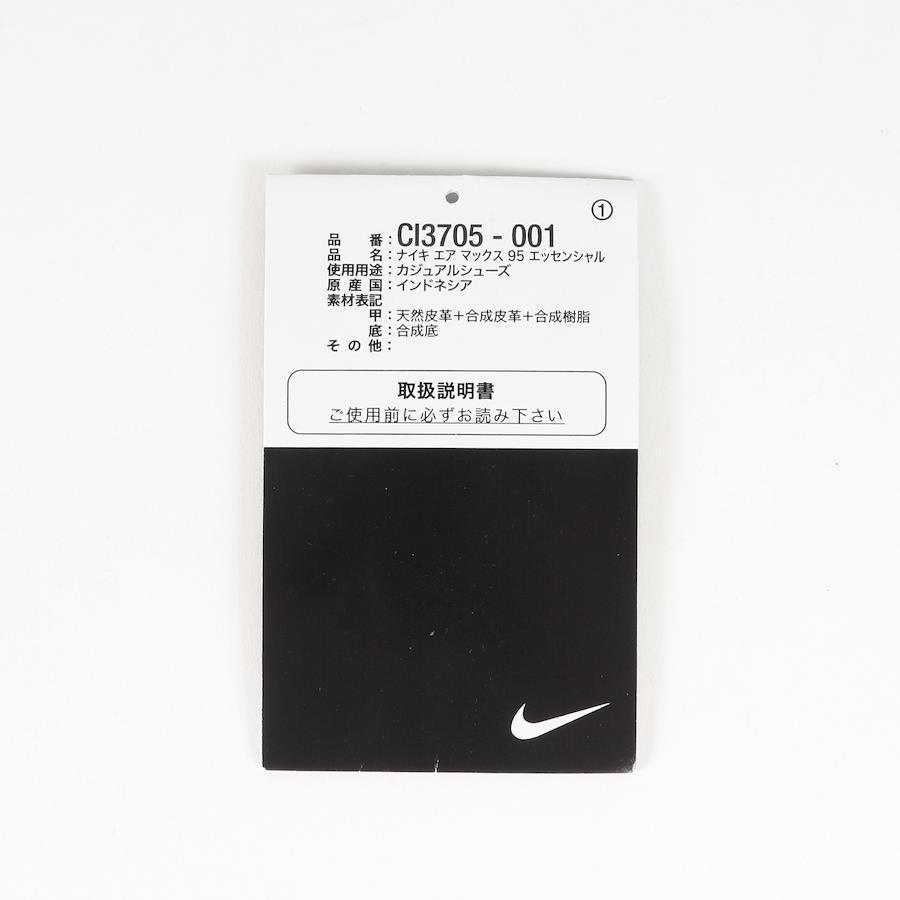 ①
品番：CI3705 - 001
品名：ナイキ エア マックス 95 エッセンシャル
使用用途：カジュアルシューズ
原産国：インドネシア
素材表記
甲：天然皮革＋合成皮革＋合成樹脂
底：合成底
その他：
取扱説明書
ご使用前に必ずお読み下さい